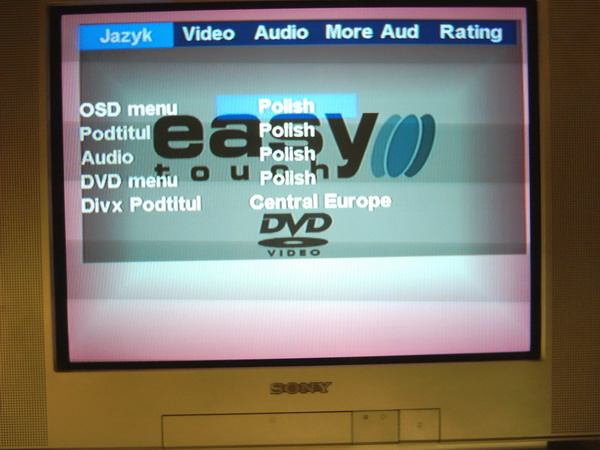 Jazyk Video Audio More Aud Rating
OSD menu Polish
Podtitul Polish
Audio Polish
DVD menu Polish
Divx Podtitul Central Europe
easy
touch
DVD
VIDEO
SONY